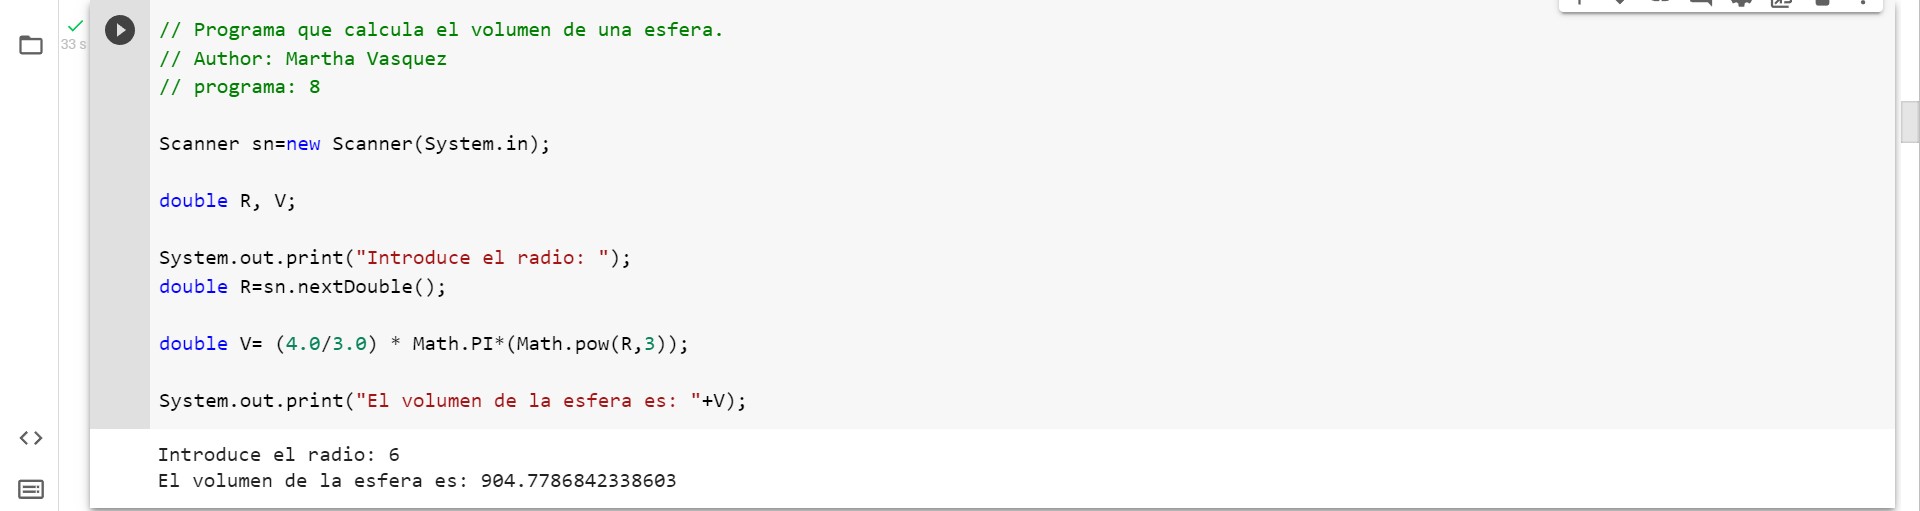 33 s
// Programa que calcula el volumen de una esfera.
// Author: Martha Vasquez
// programa: 8
Scanner sn=new Scanner(System.in);
double R, V;
System.out.print("Introduce el radio: ");
double R=sn.nextDouble();
double V= (4.0/3.0) * Math.PI*(Math.pow(R,3));
System.out.print("El volumen de la esfera es: "+V);
Introduce el radio: 6
El volumen de la esfera es: 904.7786842338603